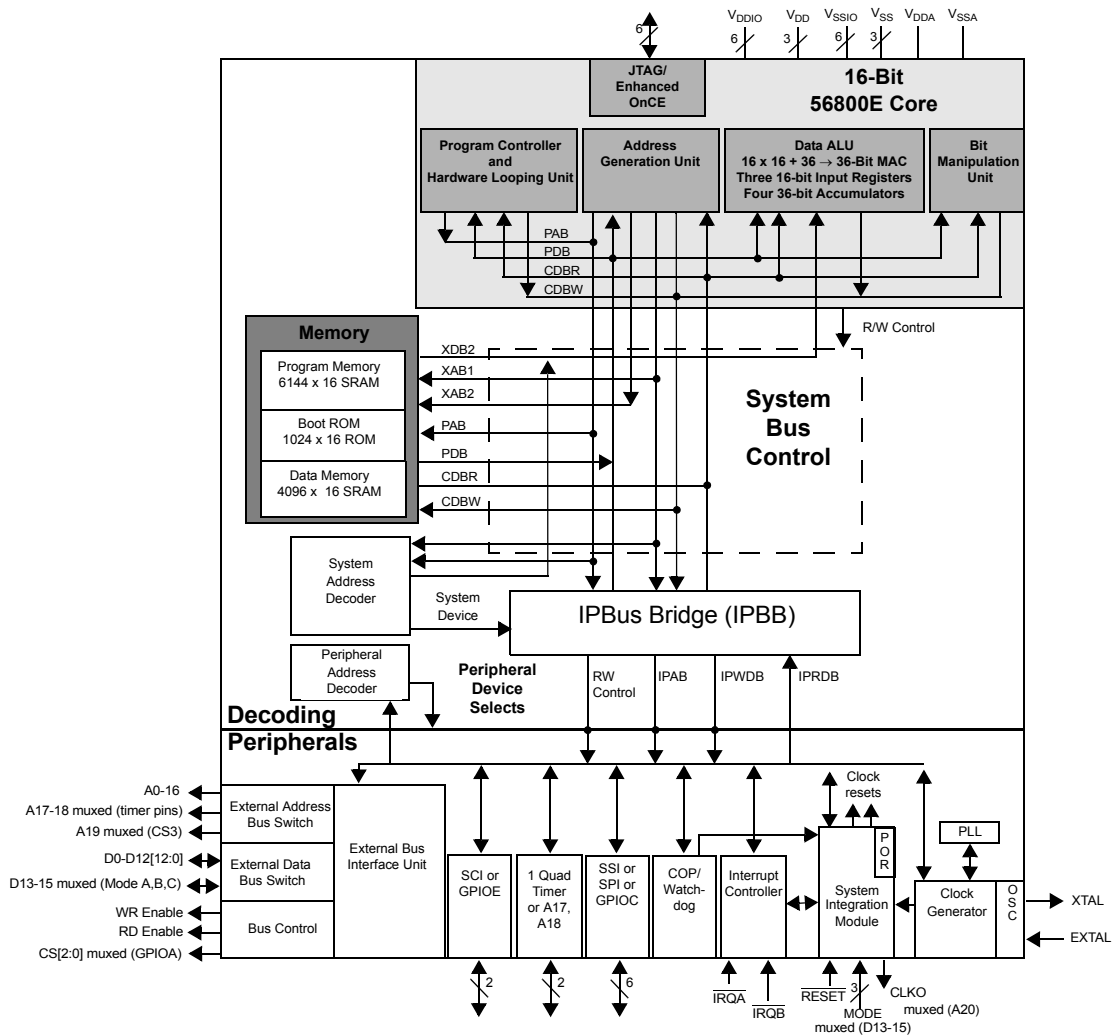 V_DDIO
V_DD
V_SSIO
V_SS
V_DDA
V_SSA
6
6
3
6
3
JTAG/
Enhanced
OnCE
16-Bit
56800E Core
Program Controller
and
Hardware Looping Unit
Address
Generation Unit
Data ALU
16 x 16 + 36 → 36-Bit MAC
Three 16-bit Input Registers
Four 36-bit Accumulators
Bit
Manipulation
Unit
PAB
PDB
CDBR
CDBW
R/W Control
Memory
Program Memory
6144 x 16 SRAM
Boot ROM
1024 x 16 ROM
Data Memory
4096 x 16 SRAM
XDB2
XAB1
XAB2
PAB
PDB
CDBR
CDBW
System
Bus
Control
System
Address
Decoder
System
Device
IPBus Bridge (IPBB)
Peripheral
Address
Decoder
Peripheral
Device
Selects
RW
Control
IPAB
IPWDB
IPRDB
Decoding
Peripherals
A0-16
A17-18 muxed (timer pins)
A19 muxed (CS3)
D0-D12[12:0]
D13-15 muxed (Mode A,B,C)
WR Enable
RD Enable
CS[2:0] muxed (GPIOA)
External Address
Bus Switch
External Data
Bus Switch
Bus Control
External Bus
Interface Unit
SCI or
GPIOE
1 Quad
Timer
or A17,
A18
SSI or
SPI or
GPIOC
COP/
Watch-
dog
Interrupt
Controller
Clock
resets
POR
System
Integration
Module
PLL
Clock
Generator
OSC
XTAL
EXTAL
2
2
6
IRQA
IRQB
RESET
3
MODE
muxed (D13-15)
CLKO
muxed (A20)